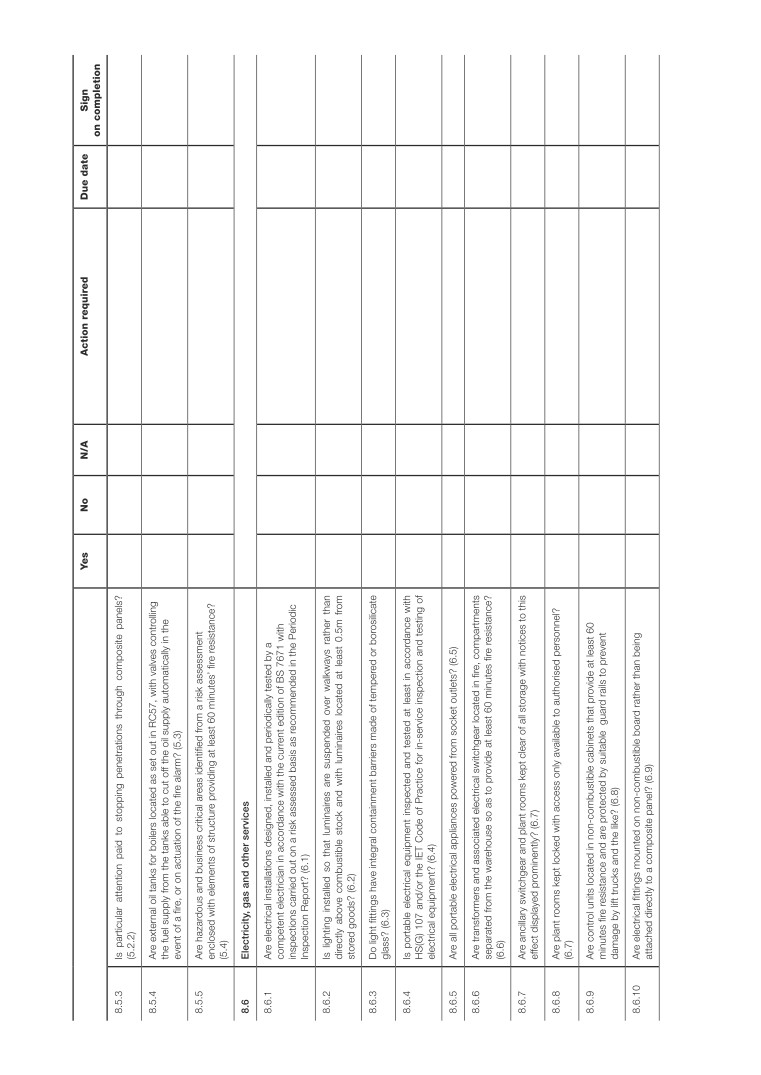 Yes
No
N/A
Action required
Due date
Sign
on completion
8.5.3
Is particular attention paid to stopping penetrations through composite panels?
(5.2.2)
8.5.4
Are external oil tanks for boilers located as set out in RC57, with valves controlling
the fuel supply from the tanks able to cut off the oil supply automatically in the
event of a fire, or on actuation of the fire alarm? (5.3)
8.5.5
Are hazardous and business critical areas identified from a risk assessment
enclosed with elements of structure providing at least 60 minutes' fire resistance?
(5.4)
8.6
Electricity, gas and other services
8.6.1
Are electrical installations designed, installed and periodically tested by a
competent electrician in accordance with the current edition of BS 7671 with
inspections carried out on a risk assessed basis as recommended in the Periodic
Inspection Report? (6.1)
8.6.2
Is lighting installed so that luminaires are suspended over walkways rather than
directly above combustible stock and with luminaires located at least 0.5m from
stored goods? (6.2)
8.6.3
Do light fittings have integral containment barriers made of tempered or borosilicate
glass? (6.3)
8.6.4
Is portable electrical equipment inspected and tested at least in accordance with
HS(G) 107 and/or the IET Code of Practice for in-service inspection and testing of
electrical equipment? (6.4)
8.6.5
Are all portable electrical appliances powered from socket outlets? (6.5)
8.6.6
Are transformers and associated electrical switchgear located in fire, compartments
separated from the warehouse so as to provide at least 60 minutes fire resistance?
(6.6)
8.6.7
Are ancillary switchgear and plant rooms kept clear of all storage with notices to this
effect displayed prominently? (6.7)
8.6.8
Are plant rooms kept locked with access only available to authorised personnel?
(6.7)
8.6.9
Are control units located in non-combustible cabinets that provide at least 60
minutes fire resistance and are protected by suitable guard rails to prevent
damage by lift trucks and the like? (6.8)
8.6.10
Are electrical fittings mounted on non-combustible board rather than being
attached directly to a composite panel? (6.9)